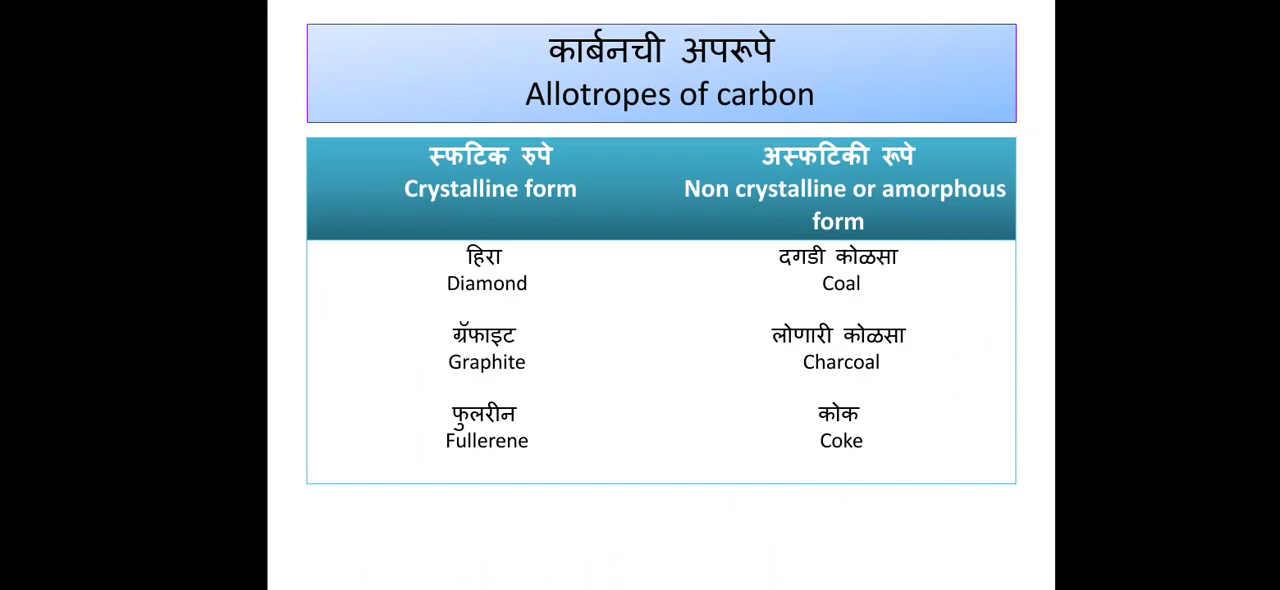 कार्बनची अपरूपे
Allotropes of carbon
स्फटिक रुपे
Crystalline form
अस्फटिकी रूपे
Non crystalline or amorphous
form
हिरा
Diamond
दगडी कोळसा
Coal
ग्रॅफाइट
Graphite
लोणारी कोळसा
Charcoal
फुलरीन
Fullerene
कोक
Coke